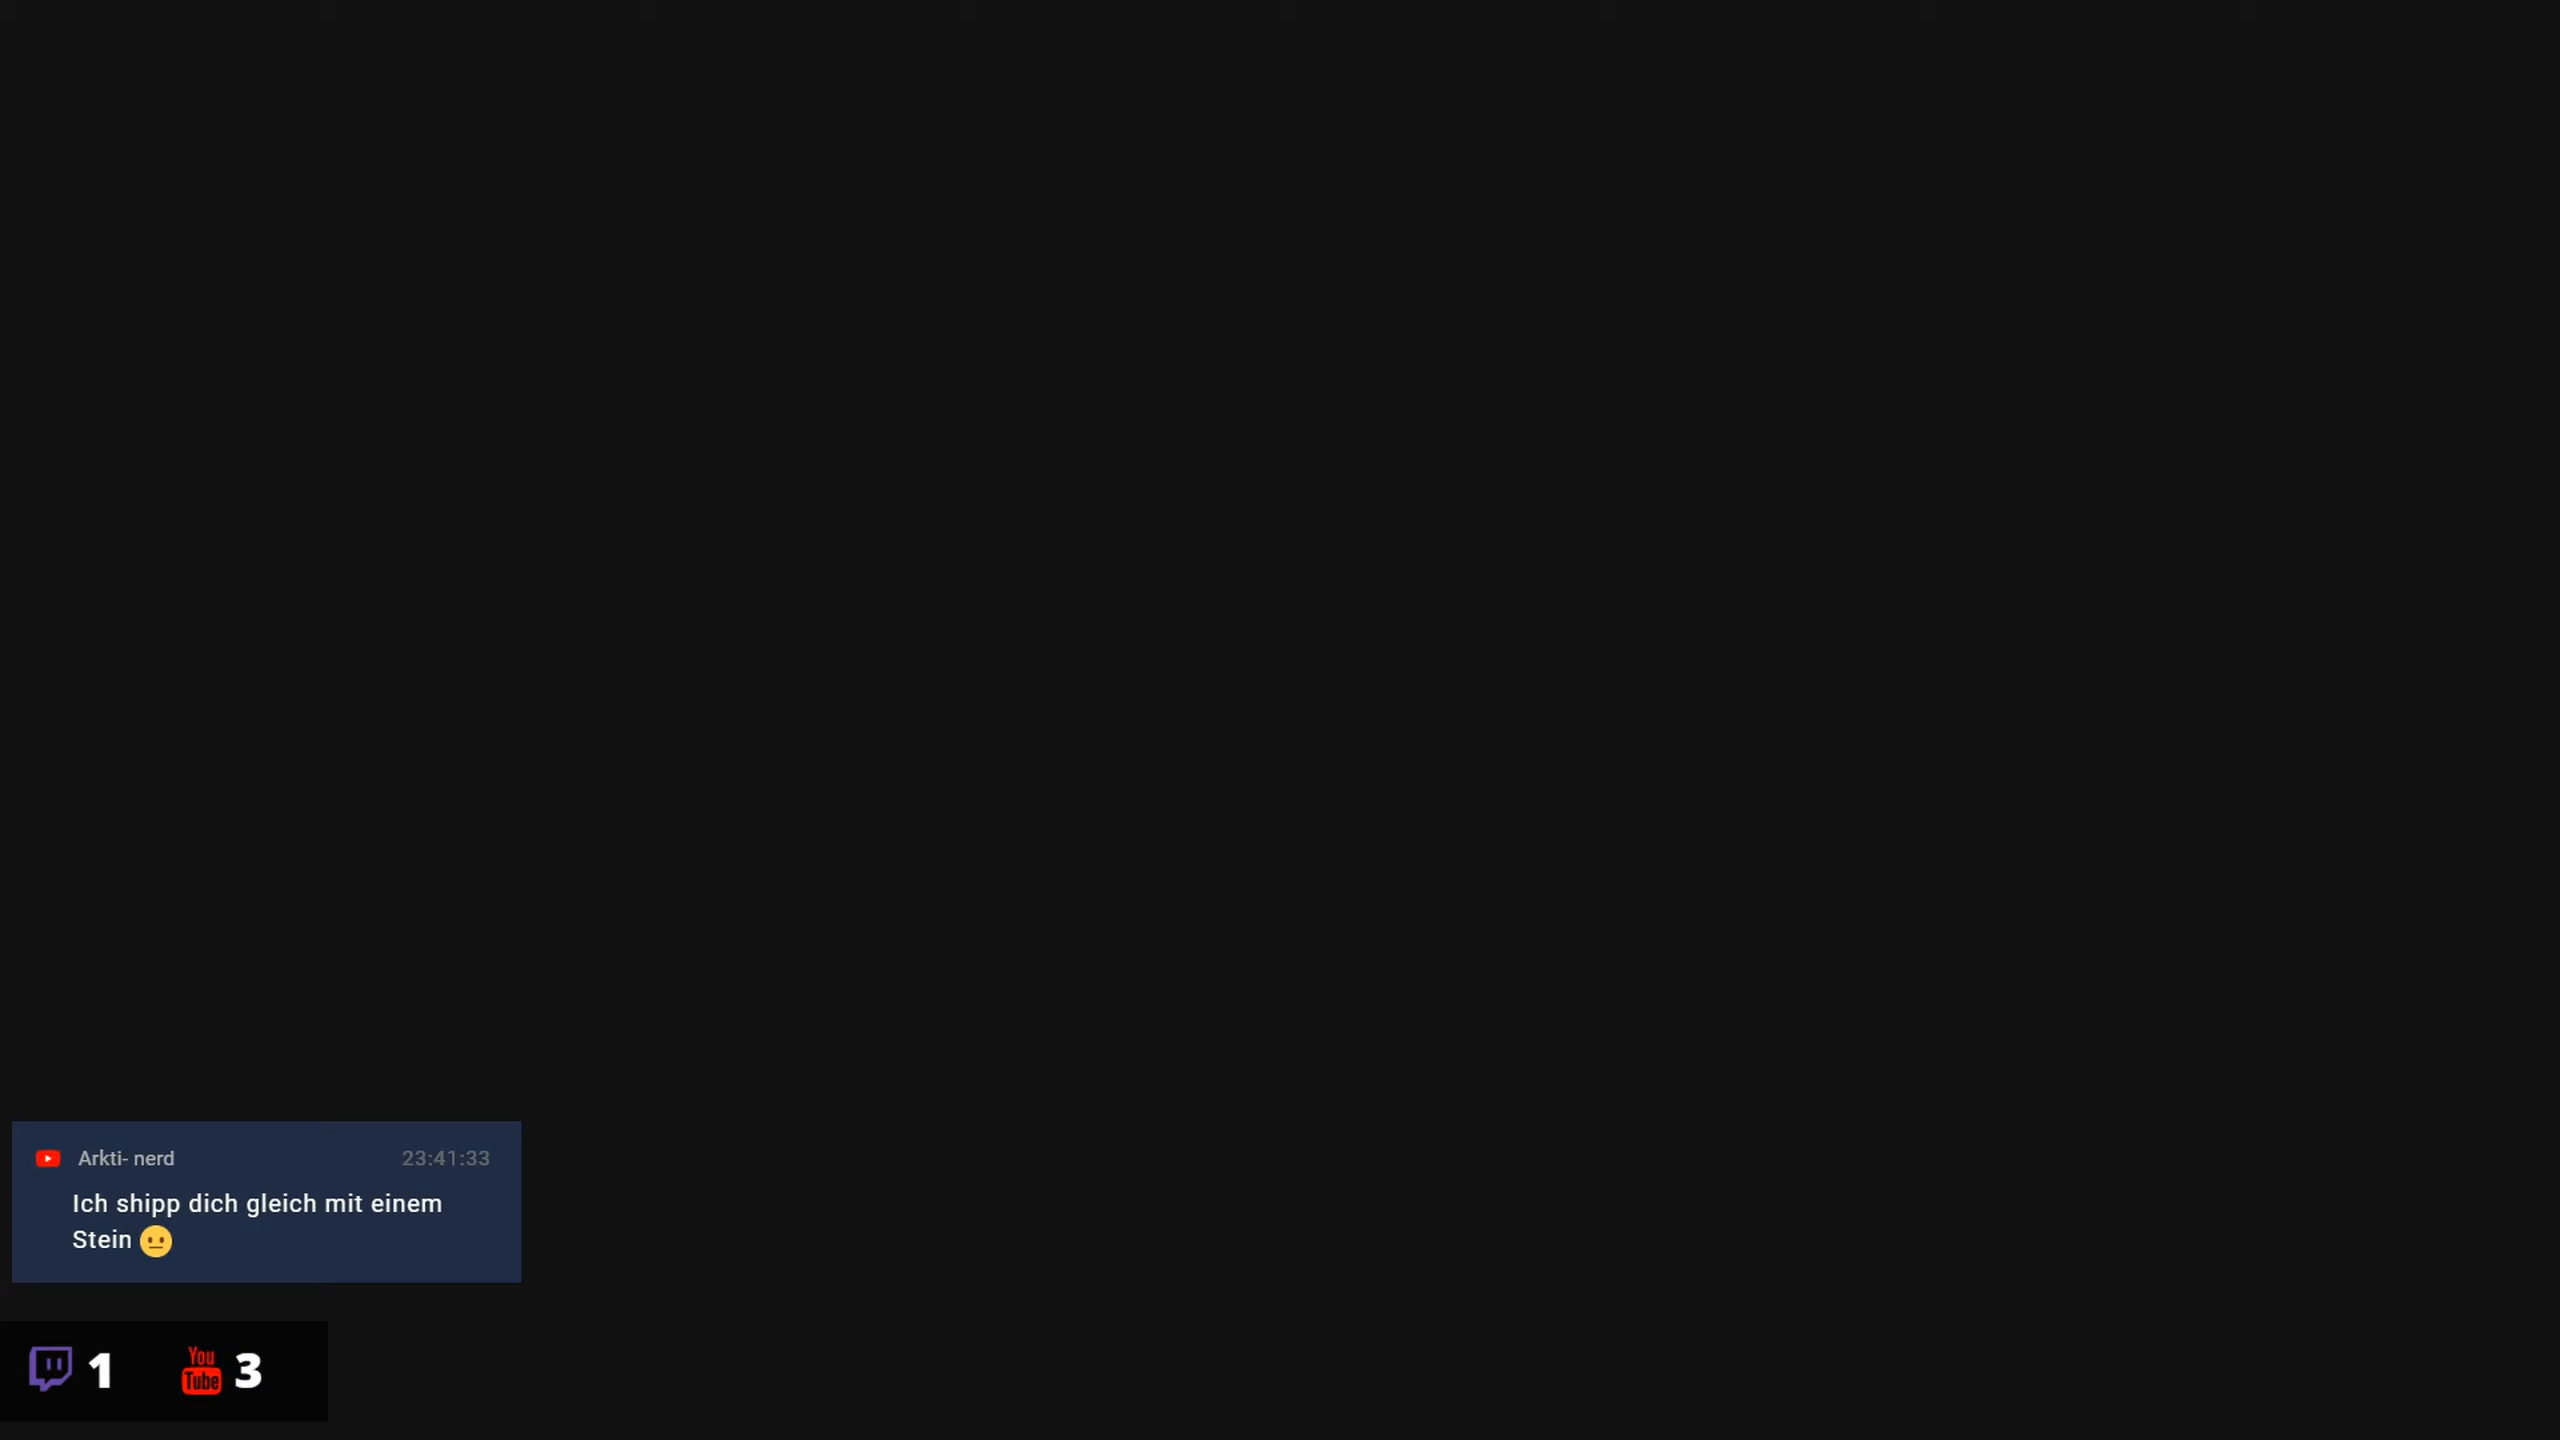 Arkti- nerd 23:41:33
Ich shipp dich gleich mit einem
Stein 😐
1 You Tube 3